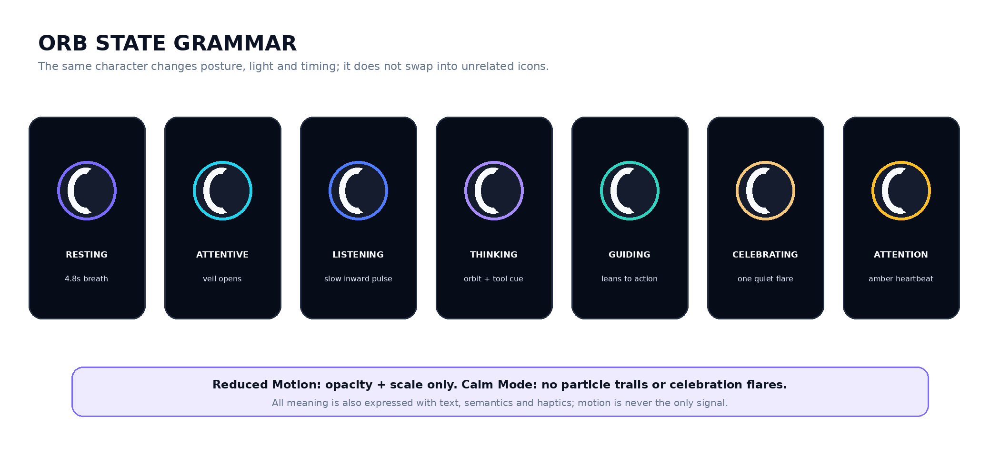 ORB STATE GRAMMAR
The same character changes posture, light and timing; it does not swap into unrelated icons.
RESTING
4.8s breath
ATTENTIVE
veil opens
LISTENING
slow inward pulse
THINKING
orbit + tool cue
GUIDING
leans to action
CELEBRATING
one quiet flare
ATTENTION
amber heartbeat
Reduced Motion: opacity + scale only. Calm Mode: no particle trails or celebration flares.
All meaning is also expressed with text, semantics and haptics; motion is never the only signal.